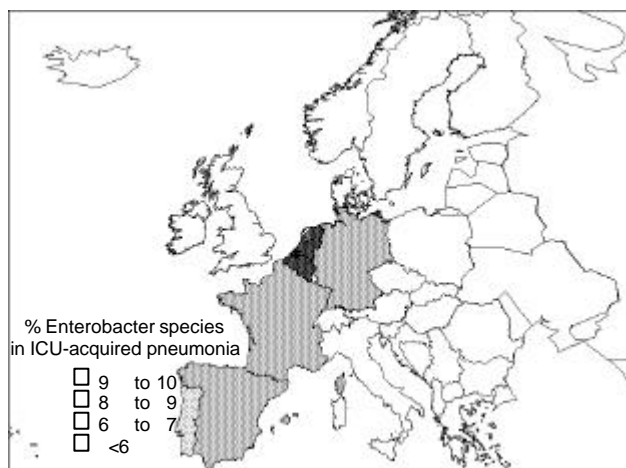 % Enterobacter species
in ICU-acquired pneumonia
9 to 10
8 to 9
6 to 7
<6